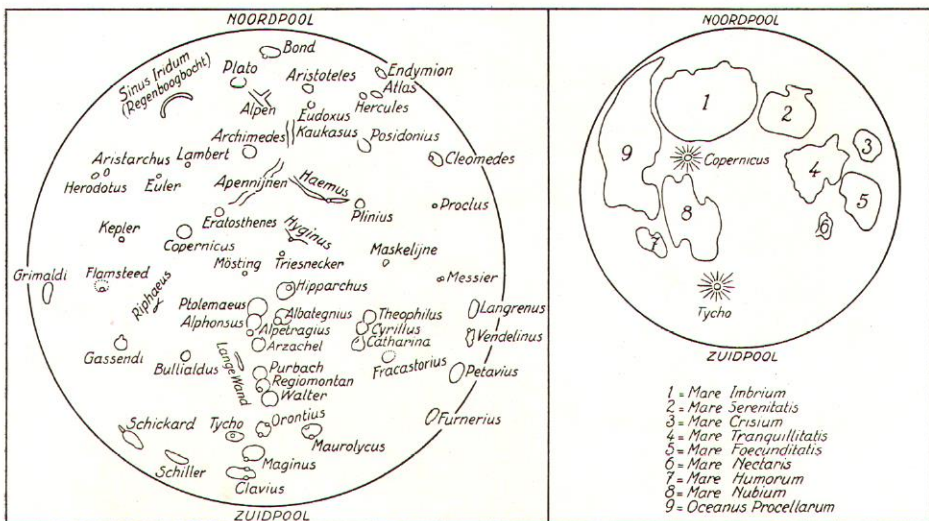 NOORDPOOL
Bond
Plato
Aristoteles
Endymion
Atlas
Hercules
Sinus Iridum
(Regenboogbocht)
Alpen
Eudoxus
Kaukasus
Archimedes
Posidonius
Cleomedes
Aristarchus
Lambert
Herodotus
Euler
Apennijnen
Haemus
Plinius
Proclus
Eratosthenes
Kepler
Copernicus
Hyginus
Mösting
Triesnecker
Maskelijne
Messier
Grimaldi
Flamsteed
Riphaeus
Hipparchus
Ptolemaeus
Albategnius
Theophilus
Langrenus
Alphonsus
Alpetragius
Cyrillus
Vendelinus
Arzachel
Catharina
Gassendi
Bullialdus
Lange Wand
Purbach
Fracastorius
Petavius
Regiomontan
Walter
Furnerius
Schickard
Tycho
Orontius
Maurolycus
Schiller
Maginus
Clavius
ZUIDPOOL
NOORDPOOL
1
2
3
9
Copernicus
4
5
8
6
7
Tycho
ZUIDPOOL
1 = Mare Imbrium
2 = Mare Serenitatis
3 = Mare Crisium
4 = Mare Tranquillitatis
5 = Mare Foecunditatis
6 = Mare Nectaris
7 = Mare Humorum
8 = Mare Nubium
9 = Oceanus Procellarum